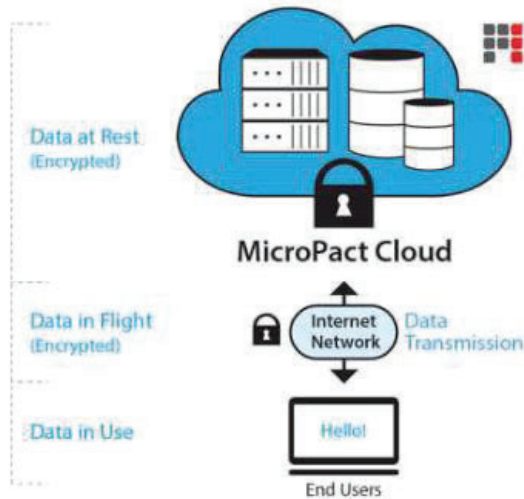 Data at Rest
(Encrypted)
MicroPact Cloud
Data in Flight
(Encrypted)
Internet
Network
Data
Transmission
Data in Use
Hello!
End Users